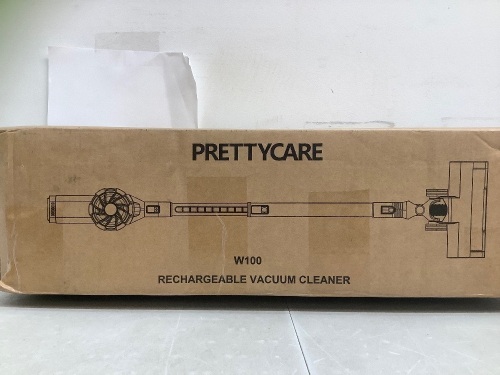 PRETTYCARE
W100
RECHARGEABLE VACUUM CLEANER